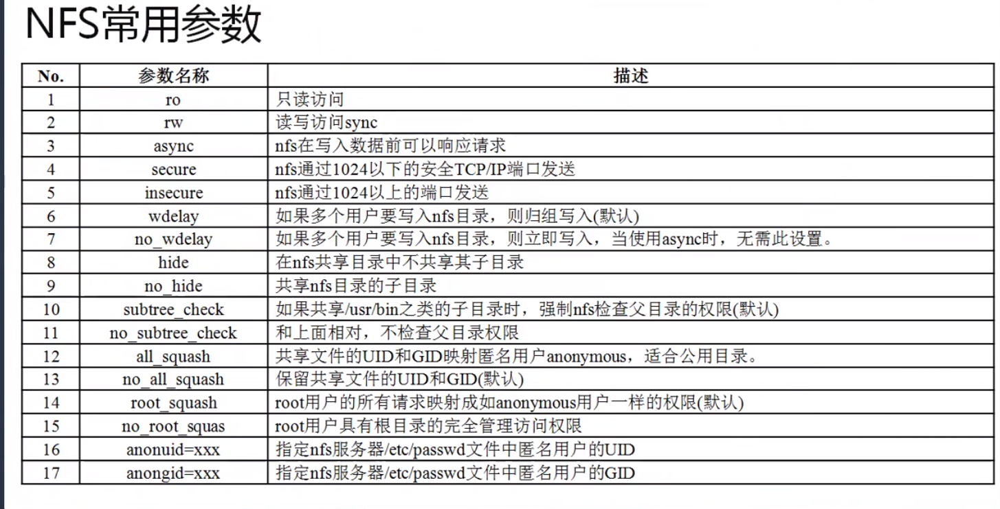 NFS常用参数
No. 参数名称 描述
1 ro 只读访问
2 rw 读写访问sync
3 async nfs在写入数据前可以响应请求
4 secure nfs通过1024以下的安全TCP/IP端口发送
5 insecure nfs通过1024以上的端口发送
6 wdelay 如果多个用户要写入nfs目录，则归组写入(默认)
7 no_wdelay 如果多个用户要写入nfs目录，则立即写入，当使用async时，无需此设置。
8 hide 在nfs共享目录中不共享其子目录
9 no_hide 共享nfs目录的子目录
10 subtree_check 如果共享/usr/bin之类的子目录时，强制nfs检查父目录的权限(默认)
11 no_subtree_check 和上面相对，不检查父目录权限
12 all_squash 共享文件的UID和GID映射匿名用户anonymous，适合公用目录。
13 no_all_squash 保留共享文件的UID和GID(默认)
14 root_squash root用户的所有请求映射成如anonymous用户一样的权限(默认)
15 no_root_squas root用户具有根目录的完全管理访问权限
16 anonuid=xxx 指定nfs服务器/etc/passwd文件中匿名用户的UID
17 anongid=xxx 指定nfs服务器/etc/passwd文件中匿名用户的GID